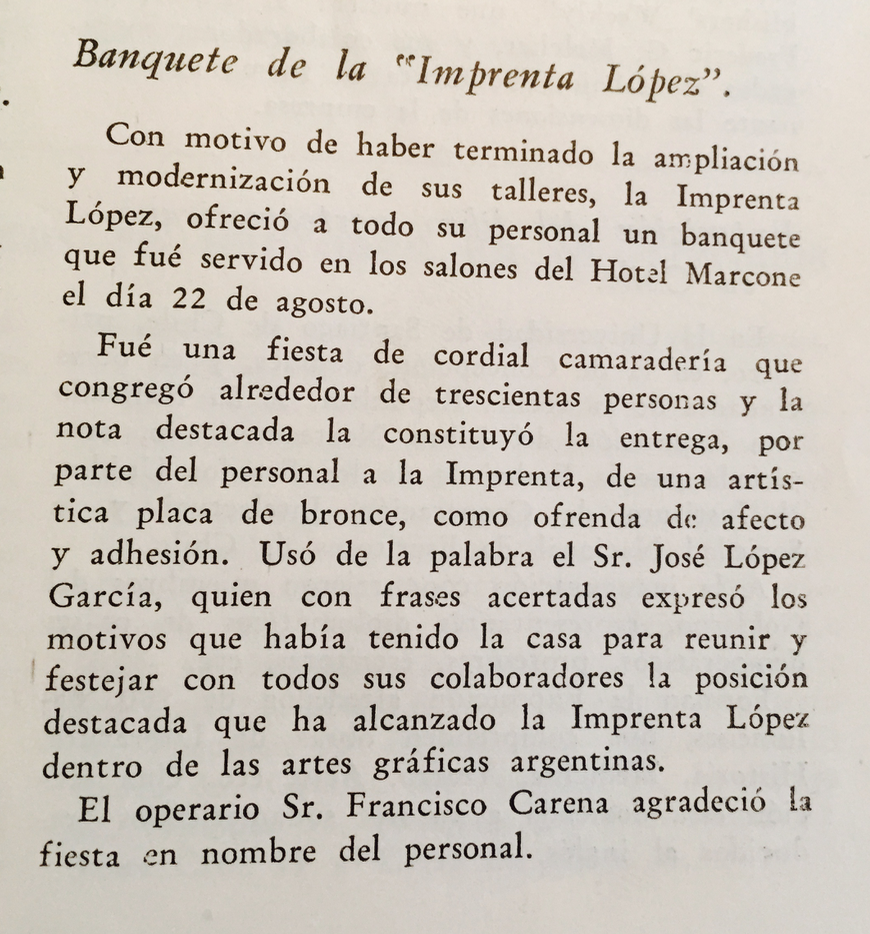 Banquete de la "Imprenta López".
Con motivo de haber terminado la ampliación
y modernización de sus talleres, la Imprenta
López, ofreció a todo su personal un banquete
que fué servido en los salones del Hotel Marcone
el día 22 de agosto.
Fué una fiesta de cordial camaradería que
congregó alrededor de trescientas personas y la
nota destacada la constituyó la entrega, por
parte del personal a la Imprenta, de una artís-
tica placa de bronce, como ofrenda de afecto
y adhesión. Usó de la palabra el Sr. José López
García, quien con frases acertadas expresó los
motivos que había tenido la casa para reunir y
festejar con todos sus colaboradores la posición
destacada que ha alcanzado la Imprenta López
dentro de las artes gráficas argentinas.
El operario Sr. Francisco Carena agradeció la
fiesta en nombre del personal.